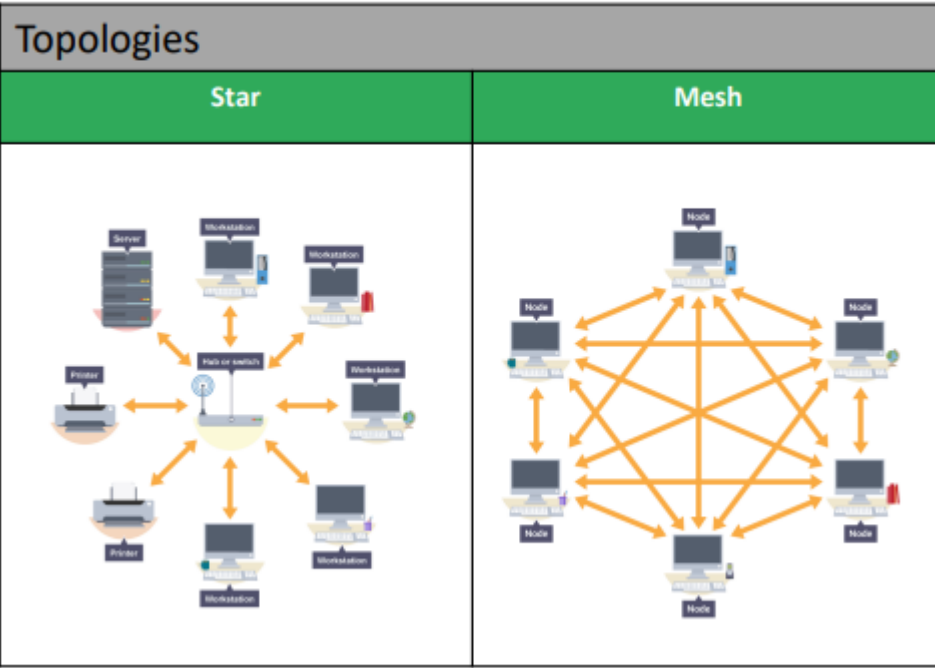 Topologies
Star
Mesh
Server
Workstation
Workstation
Hub or switch
Printer
Workstation
Printer
Workstation
Workstation
Node
Node
Node
Node
Node
Node